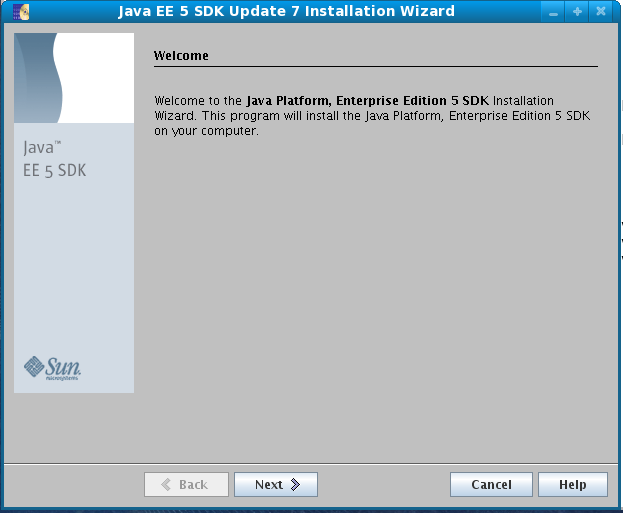 Java EE 5 SDK Update 7 Installation Wizard
Java™
EE 5 SDK
Sun
microsystems
Welcome
Welcome to the Java Platform, Enterprise Edition 5 SDK Installation
Wizard. This program will install the Java Platform, Enterprise Edition 5 SDK
on your computer.
Back Next Cancel Help